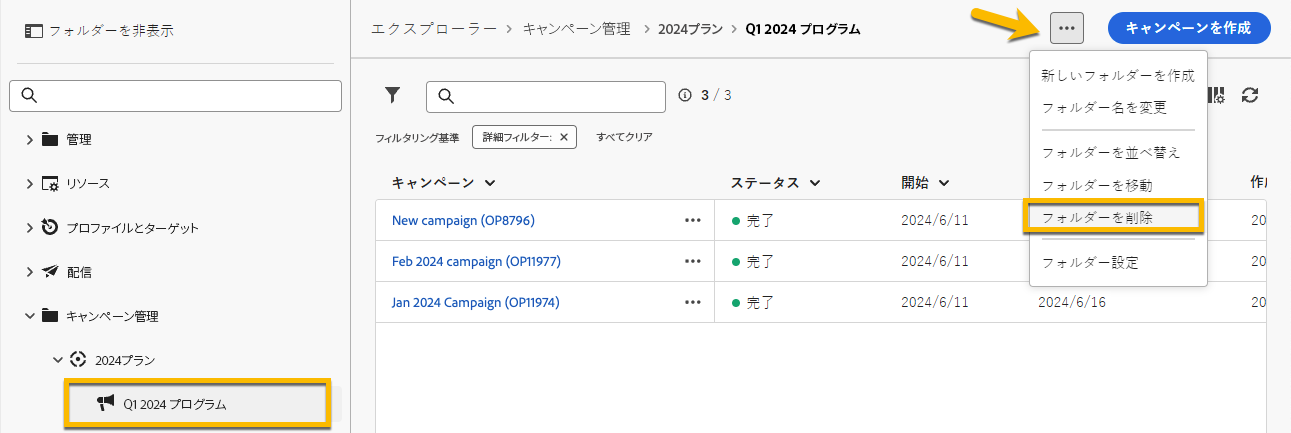 フォルダーを非表示
管理
リソース
プロファイルとターゲット
配信
キャンペーン管理
2024プラン
Q1 2024 プログラム
エクスプローラー > キャンペーン管理 > 2024プラン > Q1 2024 プログラム
キャンペーンを作成
3 / 3
フィルタリング基準 詳細フィルター: すべてクリア
新しいフォルダーを作成
フォルダー名を変更
フォルダーを並べ替え
フォルダーを移動
フォルダーを削除
フォルダー設定
キャンペーン ステータス 開始
New campaign (OP8796) 完了 2024/6/11 20
Feb 2024 campaign (OP11977) 完了 2024/6/11 20
Jan 2024 Campaign (OP11974) 完了 2024/6/11 2024/6/16 20